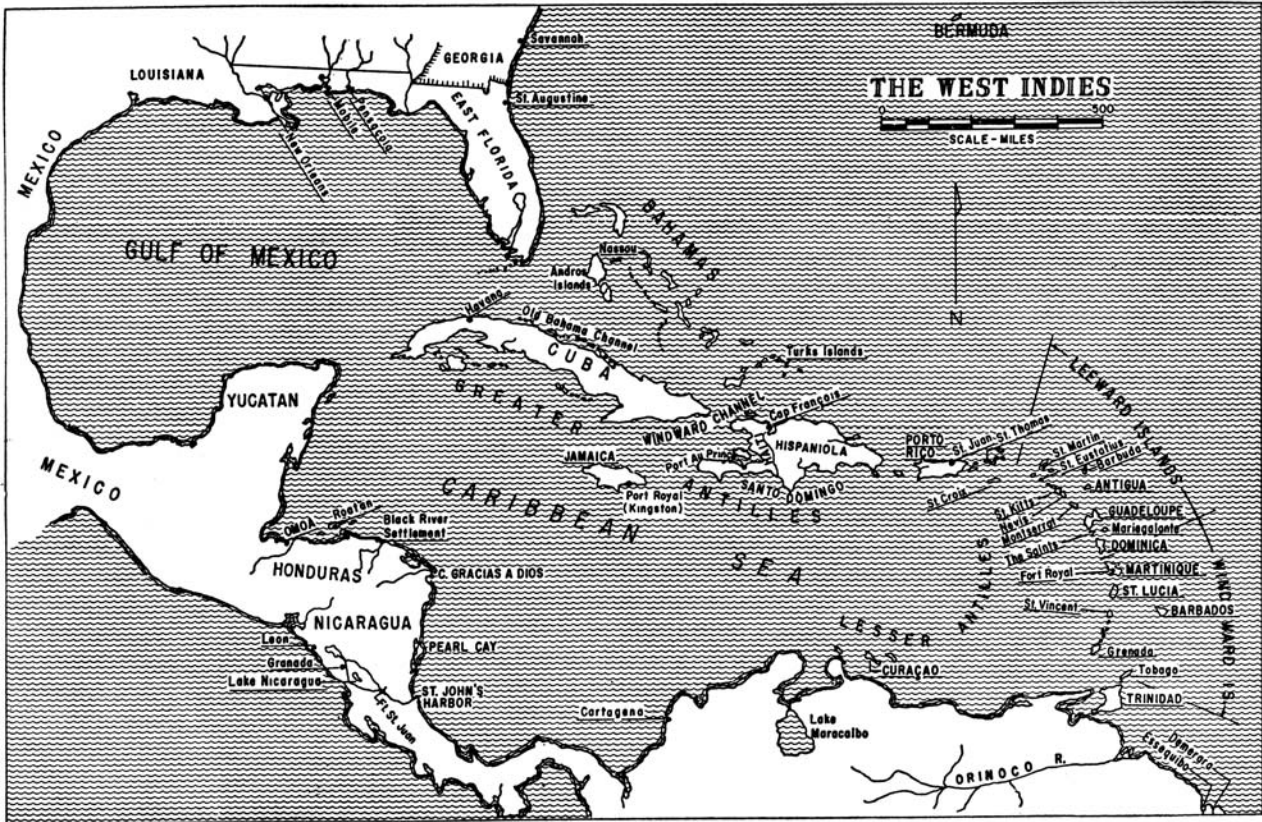 BERMUDA
THE WEST INDIES
0 500
SCALE-MILES
Savannah
GEORGIA
LOUISIANA
St. Augustine
EAST FLORIDA
Mobile
Pensacola
New Orleans
MEXICO
GULF OF MEXICO
BAHAMAS
Nassau
Andros
Islands
N
Havana
Old Bahama Channel
CUBA
Turks Islands
LEEWARD ISLANDS
GREATER
ANTILLES
YUCATAN
MEXICO
WINDWARD CHANNEL
Cap François
HISPANIOLA
Port Au Prince
SANTO DOMINGO
JAMAICA
Port Royal
(Kingston)
PORTO
RICO
St. Juan
St Thomas
St Martin
St. Eustatius
Barbuda
St Croix
ANTIGUA
St. Kitts
Nevis
Montserrat
GUADELOUPE
Mariegalante
The Saints
DOMINICA
Fort Royal
MARTINIQUE
ST. LUCIA
St. Vincent
BARBADOS
Grenada
WINDWARD IS.
CARIBBEAN SEA
LESSER ANTILLES
OMOA
Roatan
Black River
Settlement
HONDURAS
C. GRACIAS A DIOS
NICARAGUA
Leon
Granada
Lake Nicaragua
PEARL CAY
ST. JOHN'S
HARBOR
Ft St. Juan
Cartagena
Lake
Maracaibo
CURAÇAO
Tobago
TRINIDAD
ORINOCO R.
Essequibo